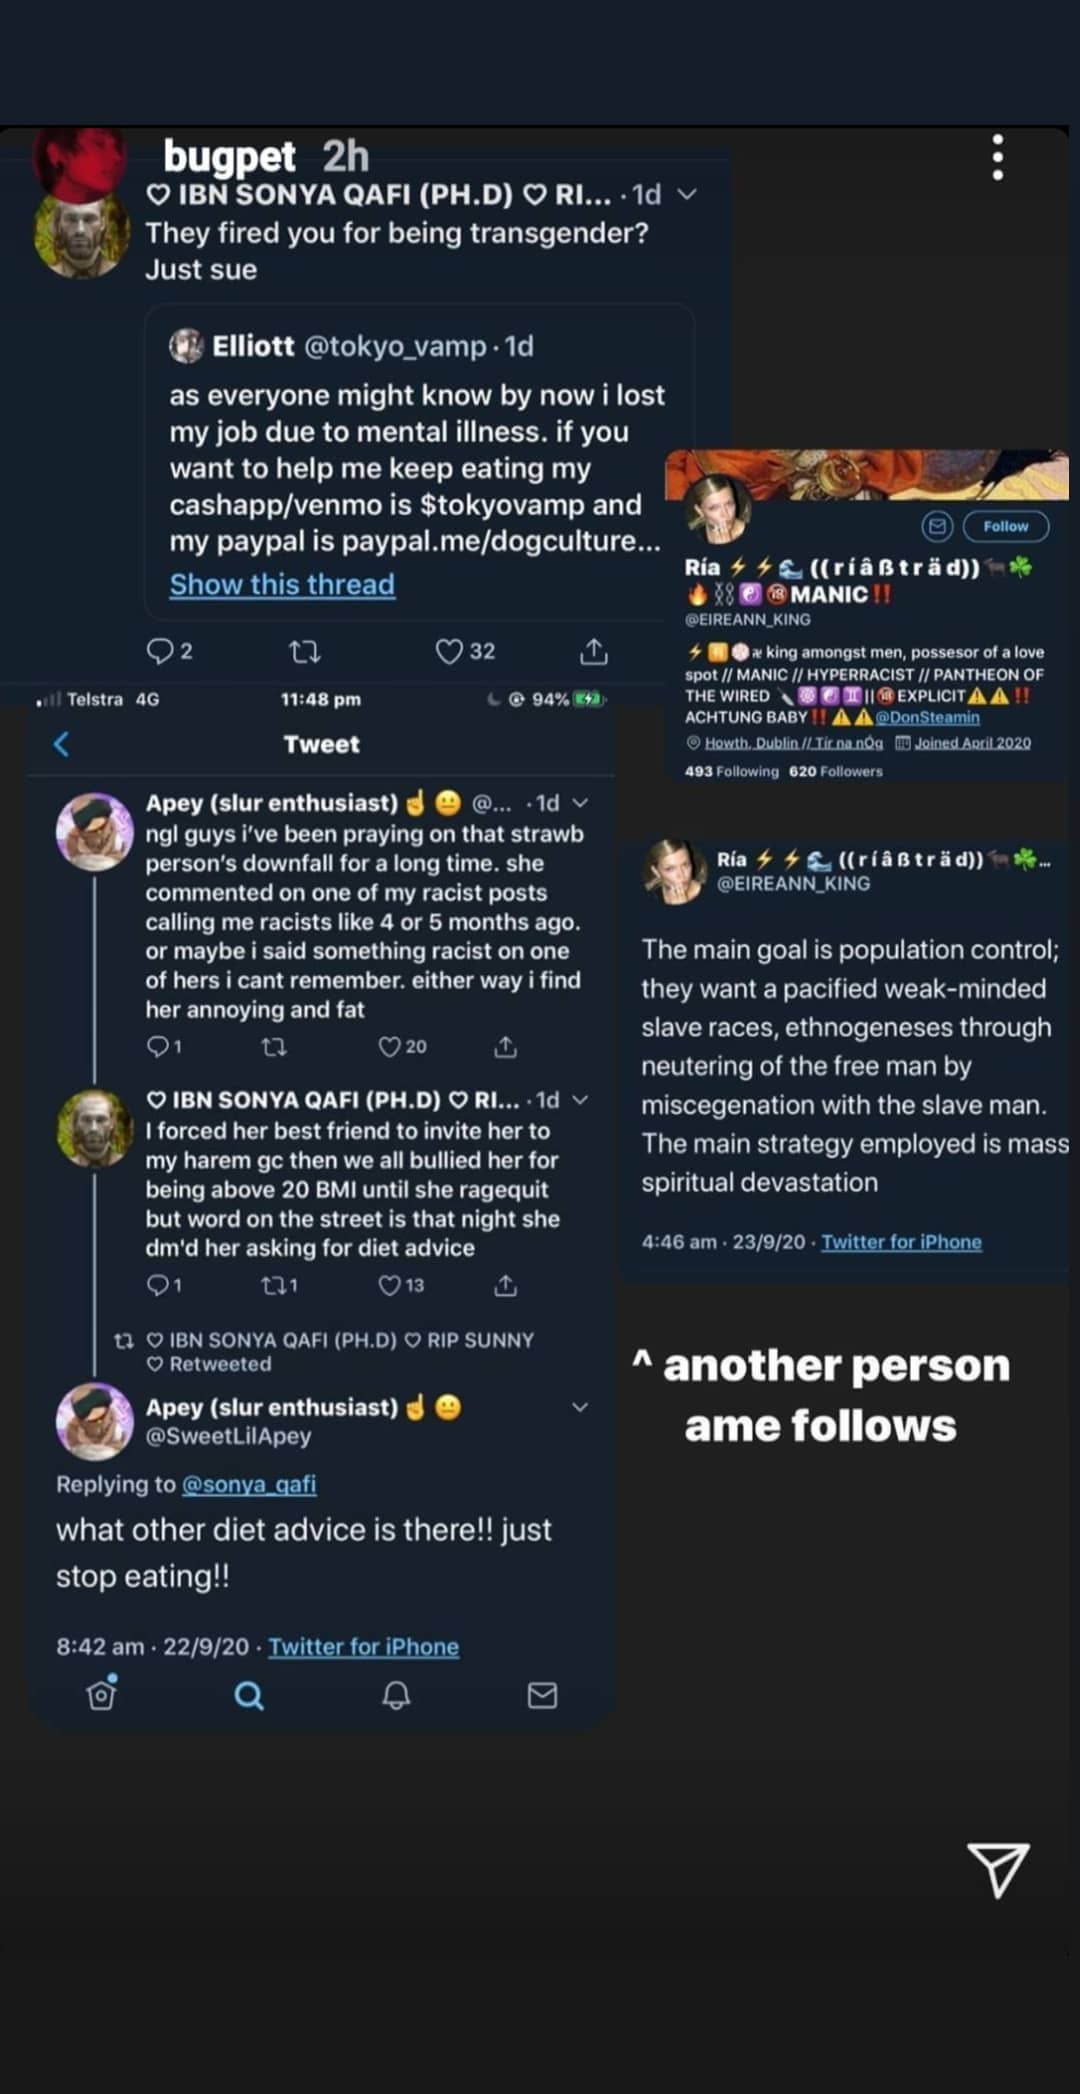 bugpet 2h
♡ IBN SONYA QAFI (PH.D) ♡ RI... · 1d
They fired you for being transgender?
Just sue
Elliott @tokyo_vamp · 1d
as everyone might know by now i lost
my job due to mental illness. if you
want to help me keep eating my
cashapp/venmo is $tokyovamp and
my paypal is paypal.me/dogculture...
Show this thread
2 32
Follow
Ría ⚡⚡🌊 ((ríâßträd))🐂☘️
🔥⛓☯️🔞MANIC‼️
@EIREANN_KING
æ king amongst men, possesor of a love
spot // MANIC // HYPERRACIST // PANTHEON OF
THE WIRED 🔪☸️☯️♊||🔞EXPLICIT⚠️⚠️‼️
ACHTUNG BABY‼️⚠️⚠️@DonSteamin
Howth, Dublin // Tír na nÓg Joined April 2020
493 Following 620 Followers
Telstra 4G 11:48 pm 94%
Tweet
Apey (slur enthusiast)☝️😐 @... · 1d
ngl guys i've been praying on that strawb
person's downfall for a long time. she
commented on one of my racist posts
calling me racists like 4 or 5 months ago.
or maybe i said something racist on one
of hers i cant remember. either way i find
her annoying and fat
1 20
♡ IBN SONYA QAFI (PH.D) ♡ RI... · 1d
I forced her best friend to invite her to
my harem gc then we all bullied her for
being above 20 BMI until she ragequit
but word on the street is that night she
dm'd her asking for diet advice
1 1 13
♡ IBN SONYA QAFI (PH.D) ♡ RIP SUNNY
♡ Retweeted
Apey (slur enthusiast)☝️😐
@SweetLilApey
Replying to @sonya_qafi
what other diet advice is there!! just
stop eating!!
8:42 am · 22/9/20 · Twitter for iPhone
Ría ⚡⚡🌊 ((ríâßträd))🐂☘️...
@EIREANN_KING
The main goal is population control;
they want a pacified weak-minded
slave races, ethnogeneses through
neutering of the free man by
miscegenation with the slave man.
The main strategy employed is mass
spiritual devastation
4:46 am · 23/9/20 · Twitter for iPhone
^ another person
ame follows